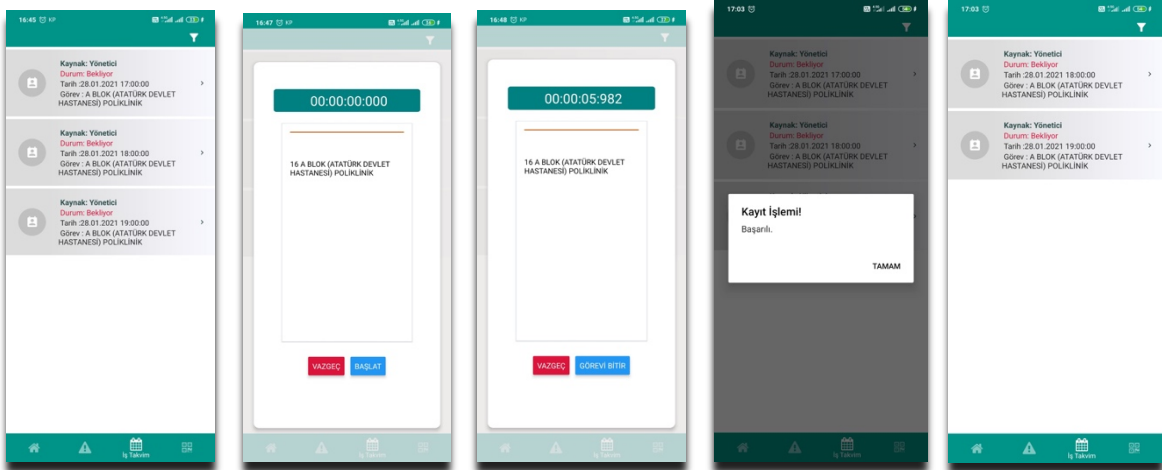 16:45 KP
Kaynak: Yönetici
Durum: Bekliyor
Tarih :28.01.2021 17:00:00
Görev : A BLOK (ATATÜRK DEVLET
HASTANESİ) POLİKLİNİK
Kaynak: Yönetici
Durum: Bekliyor
Tarih :28.01.2021 18:00:00
Görev : A BLOK (ATATÜRK DEVLET
HASTANESİ) POLİKLİNİK
Kaynak: Yönetici
Durum: Bekliyor
Tarih :28.01.2021 19:00:00
Görev : A BLOK (ATATÜRK DEVLET
HASTANESİ) POLİKLİNİK
İş Takvim
16:47 KP
00:00:00:000
16 A BLOK (ATATÜRK DEVLET
HASTANESİ) POLİKLİNİK
VAZGEÇ BAŞLAT
İş Takvim
16:48 KP
00:00:05:982
16 A BLOK (ATATÜRK DEVLET
HASTANESİ) POLİKLİNİK
VAZGEÇ GÖREVİ BİTİR
İş Takvim
17:03
Kaynak: Yönetici
Durum: Bekliyor
Tarih :28.01.2021 17:00:00
Görev : A BLOK (ATATÜRK DEVLET
HASTANESİ) POLİKLİNİK
Kaynak: Yönetici
Durum: Bekliyor
Tarih :28.01.2021 18:00:00
Görev : A BLOK (ATATÜRK DEVLET
HASTANESİ) POLİKLİNİK
Kayıt İşlemi!
Başarılı.
TAMAM
İş Takvim
17:03
Kaynak: Yönetici
Durum: Bekliyor
Tarih :28.01.2021 18:00:00
Görev : A BLOK (ATATÜRK DEVLET
HASTANESİ) POLİKLİNİK
Kaynak: Yönetici
Durum: Bekliyor
Tarih :28.01.2021 19:00:00
Görev : A BLOK (ATATÜRK DEVLET
HASTANESİ) POLİKLİNİK
İş Takvim